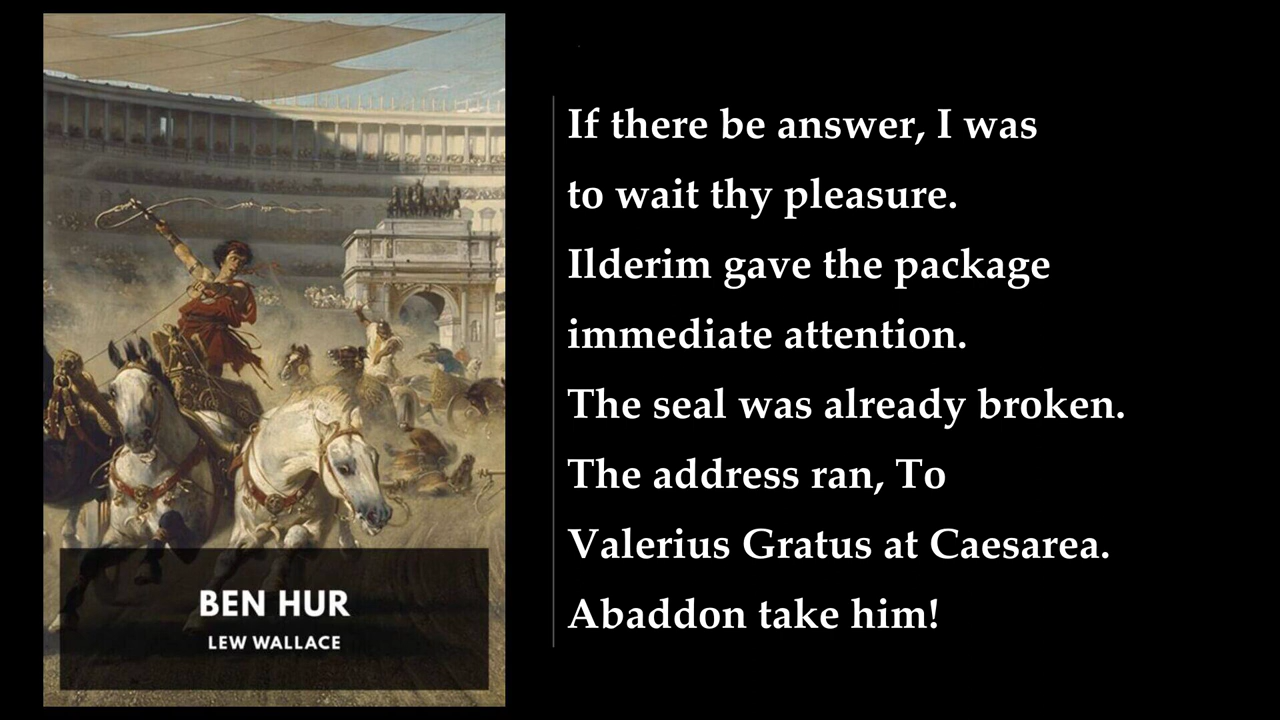 BEN HUR
LEW WALLACE
If there be answer, I was
to wait thy pleasure.
Ilderim gave the package
immediate attention.
The seal was already broken.
The address ran, To
Valerius Gratus at Caesarea.
Abaddon take him!